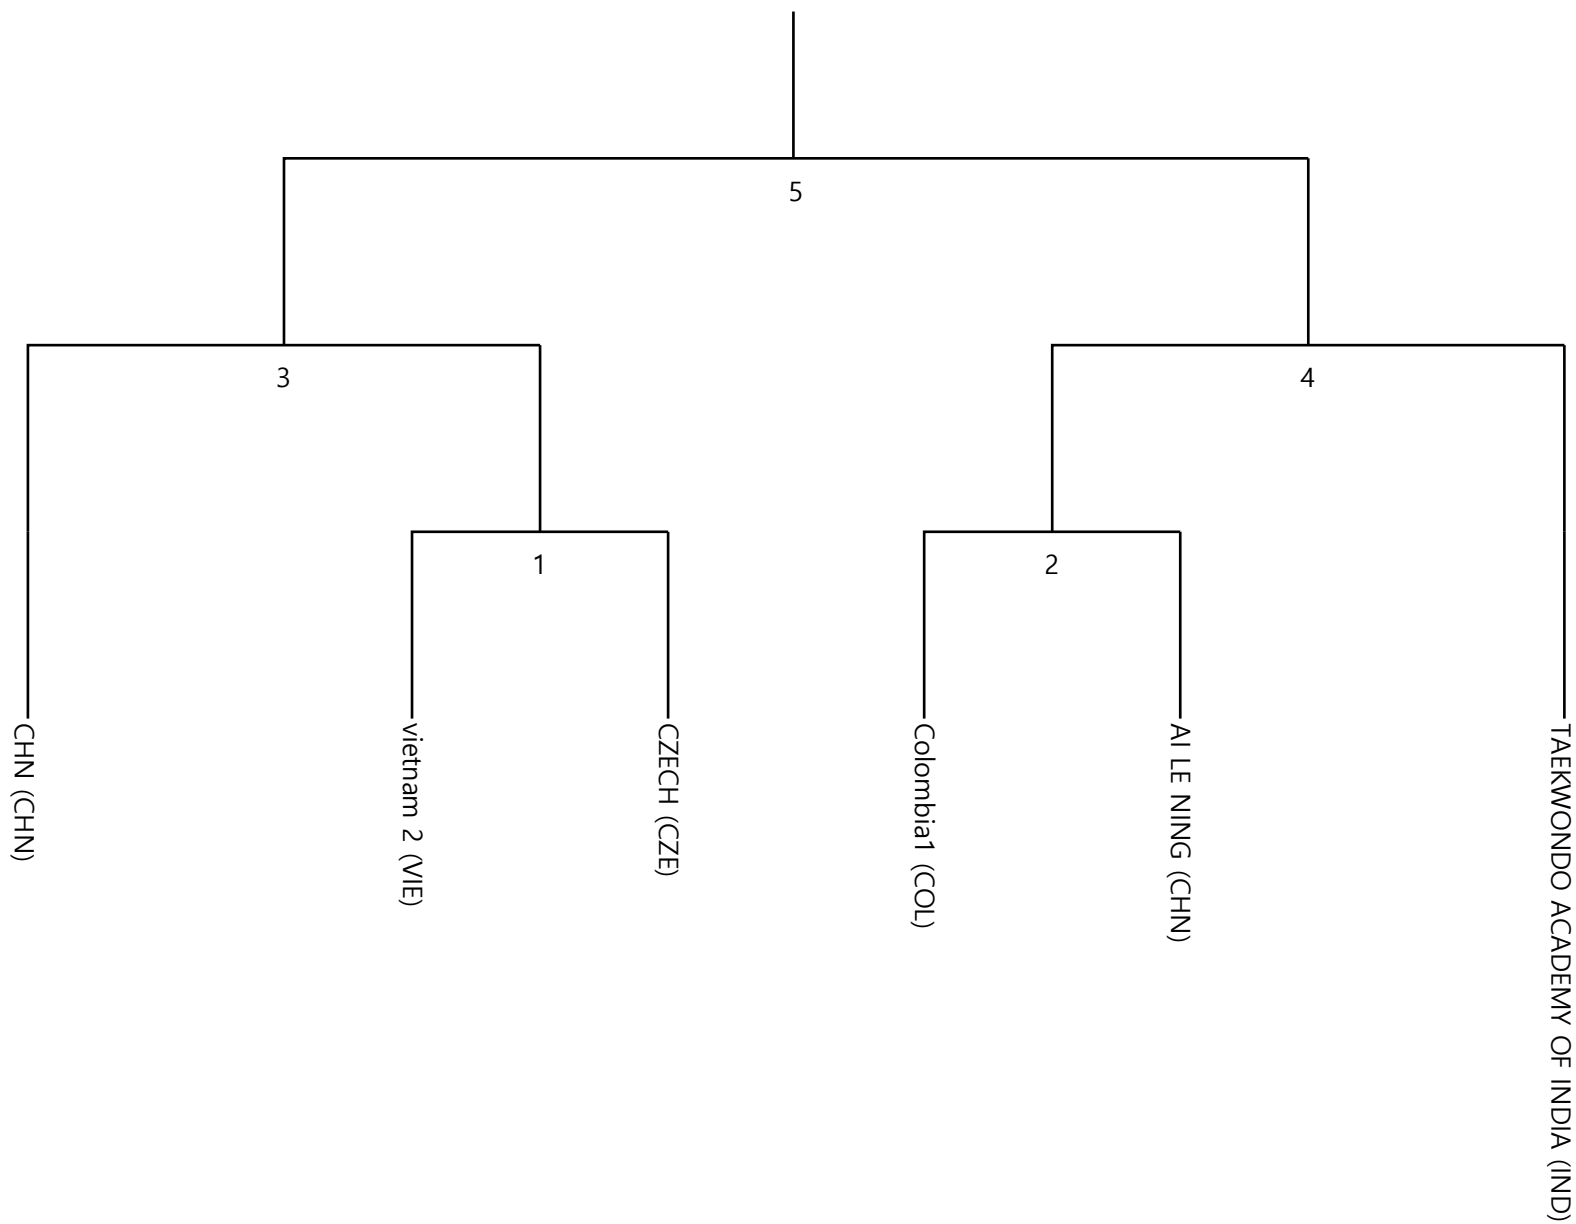 5
3
4
1
2
CHN (CHN)
vietnam 2 (VIE)
CZECH (CZE)
Colombia1 (COL)
AI LE NING (CHN)
TAEKWONDO ACADEMY OF INDIA (IND)